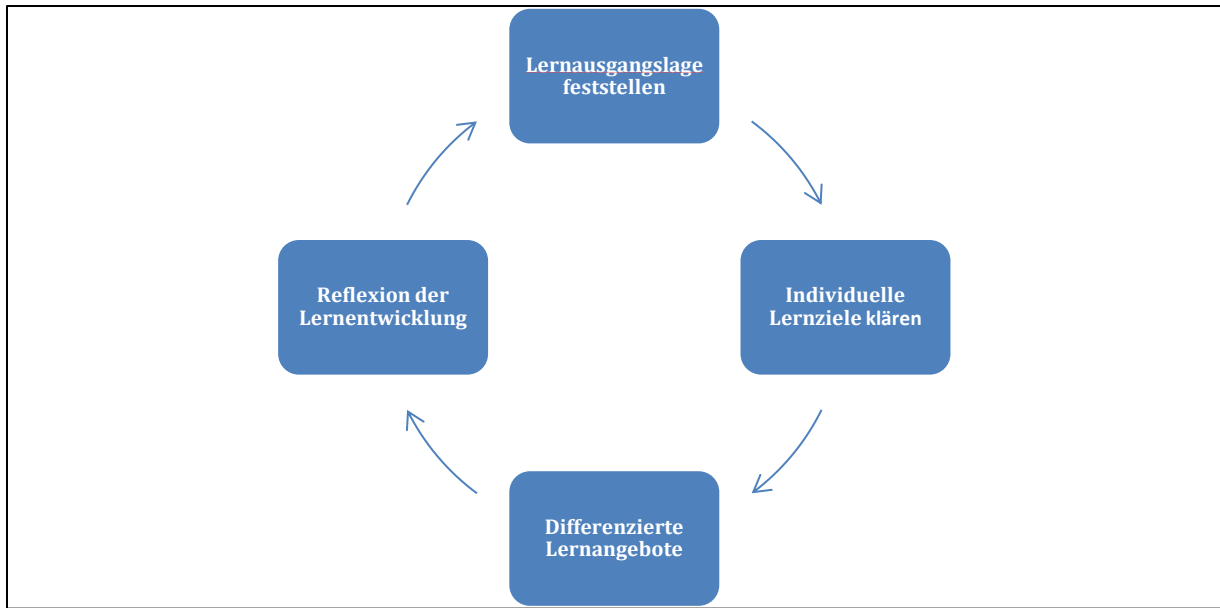 Lernausgangslage
feststellen
Individuelle
Lernziele klären
Differenzierte
Lernangebote
Reflexion der
Lernentwicklung